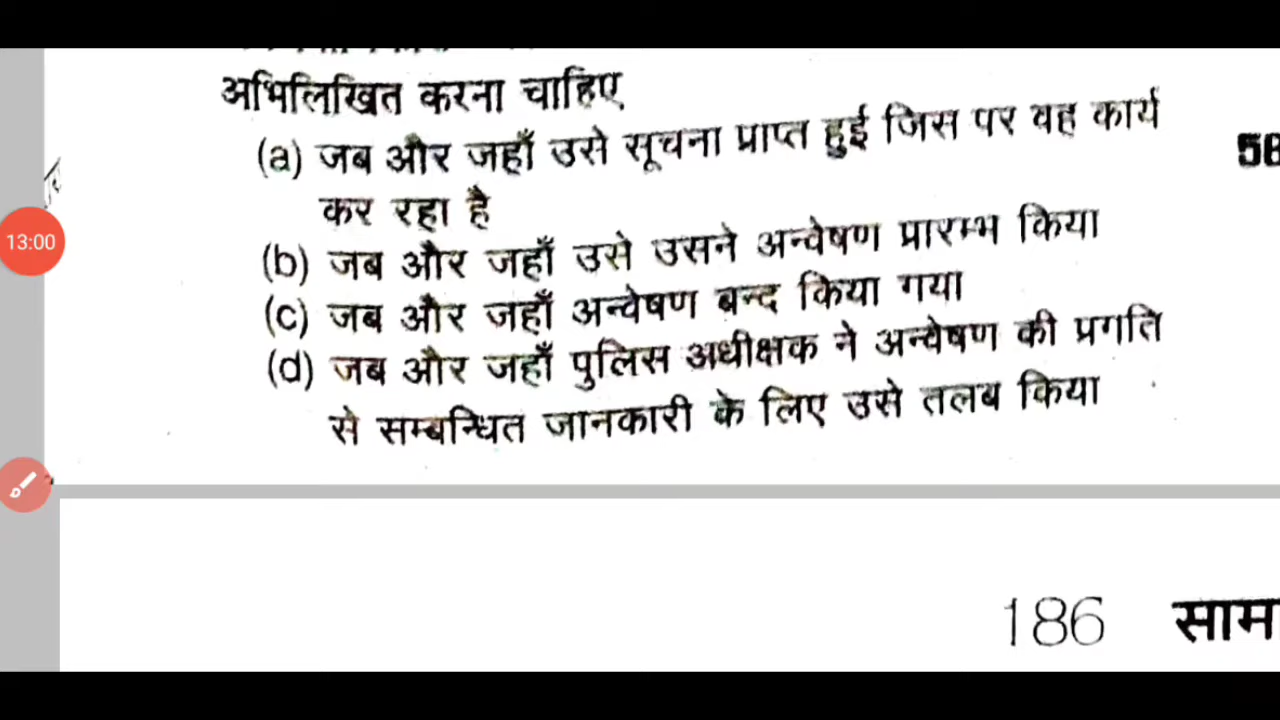 अभिलिखित करना चाहिए
(a) जब और जहाँ उसे सूचना प्राप्त हुई जिस पर वह कार्य
कर रहा है
(b) जब और जहाँ उसे उसने अन्वेषण प्रारम्भ किया
(c) जब और जहाँ अन्वेषण बन्द किया गया
(d) जब और जहाँ पुलिस अधीक्षक ने अन्वेषण की प्रगति
से सम्बन्धित जानकारी के लिए उसे तलब किया
13:00
186